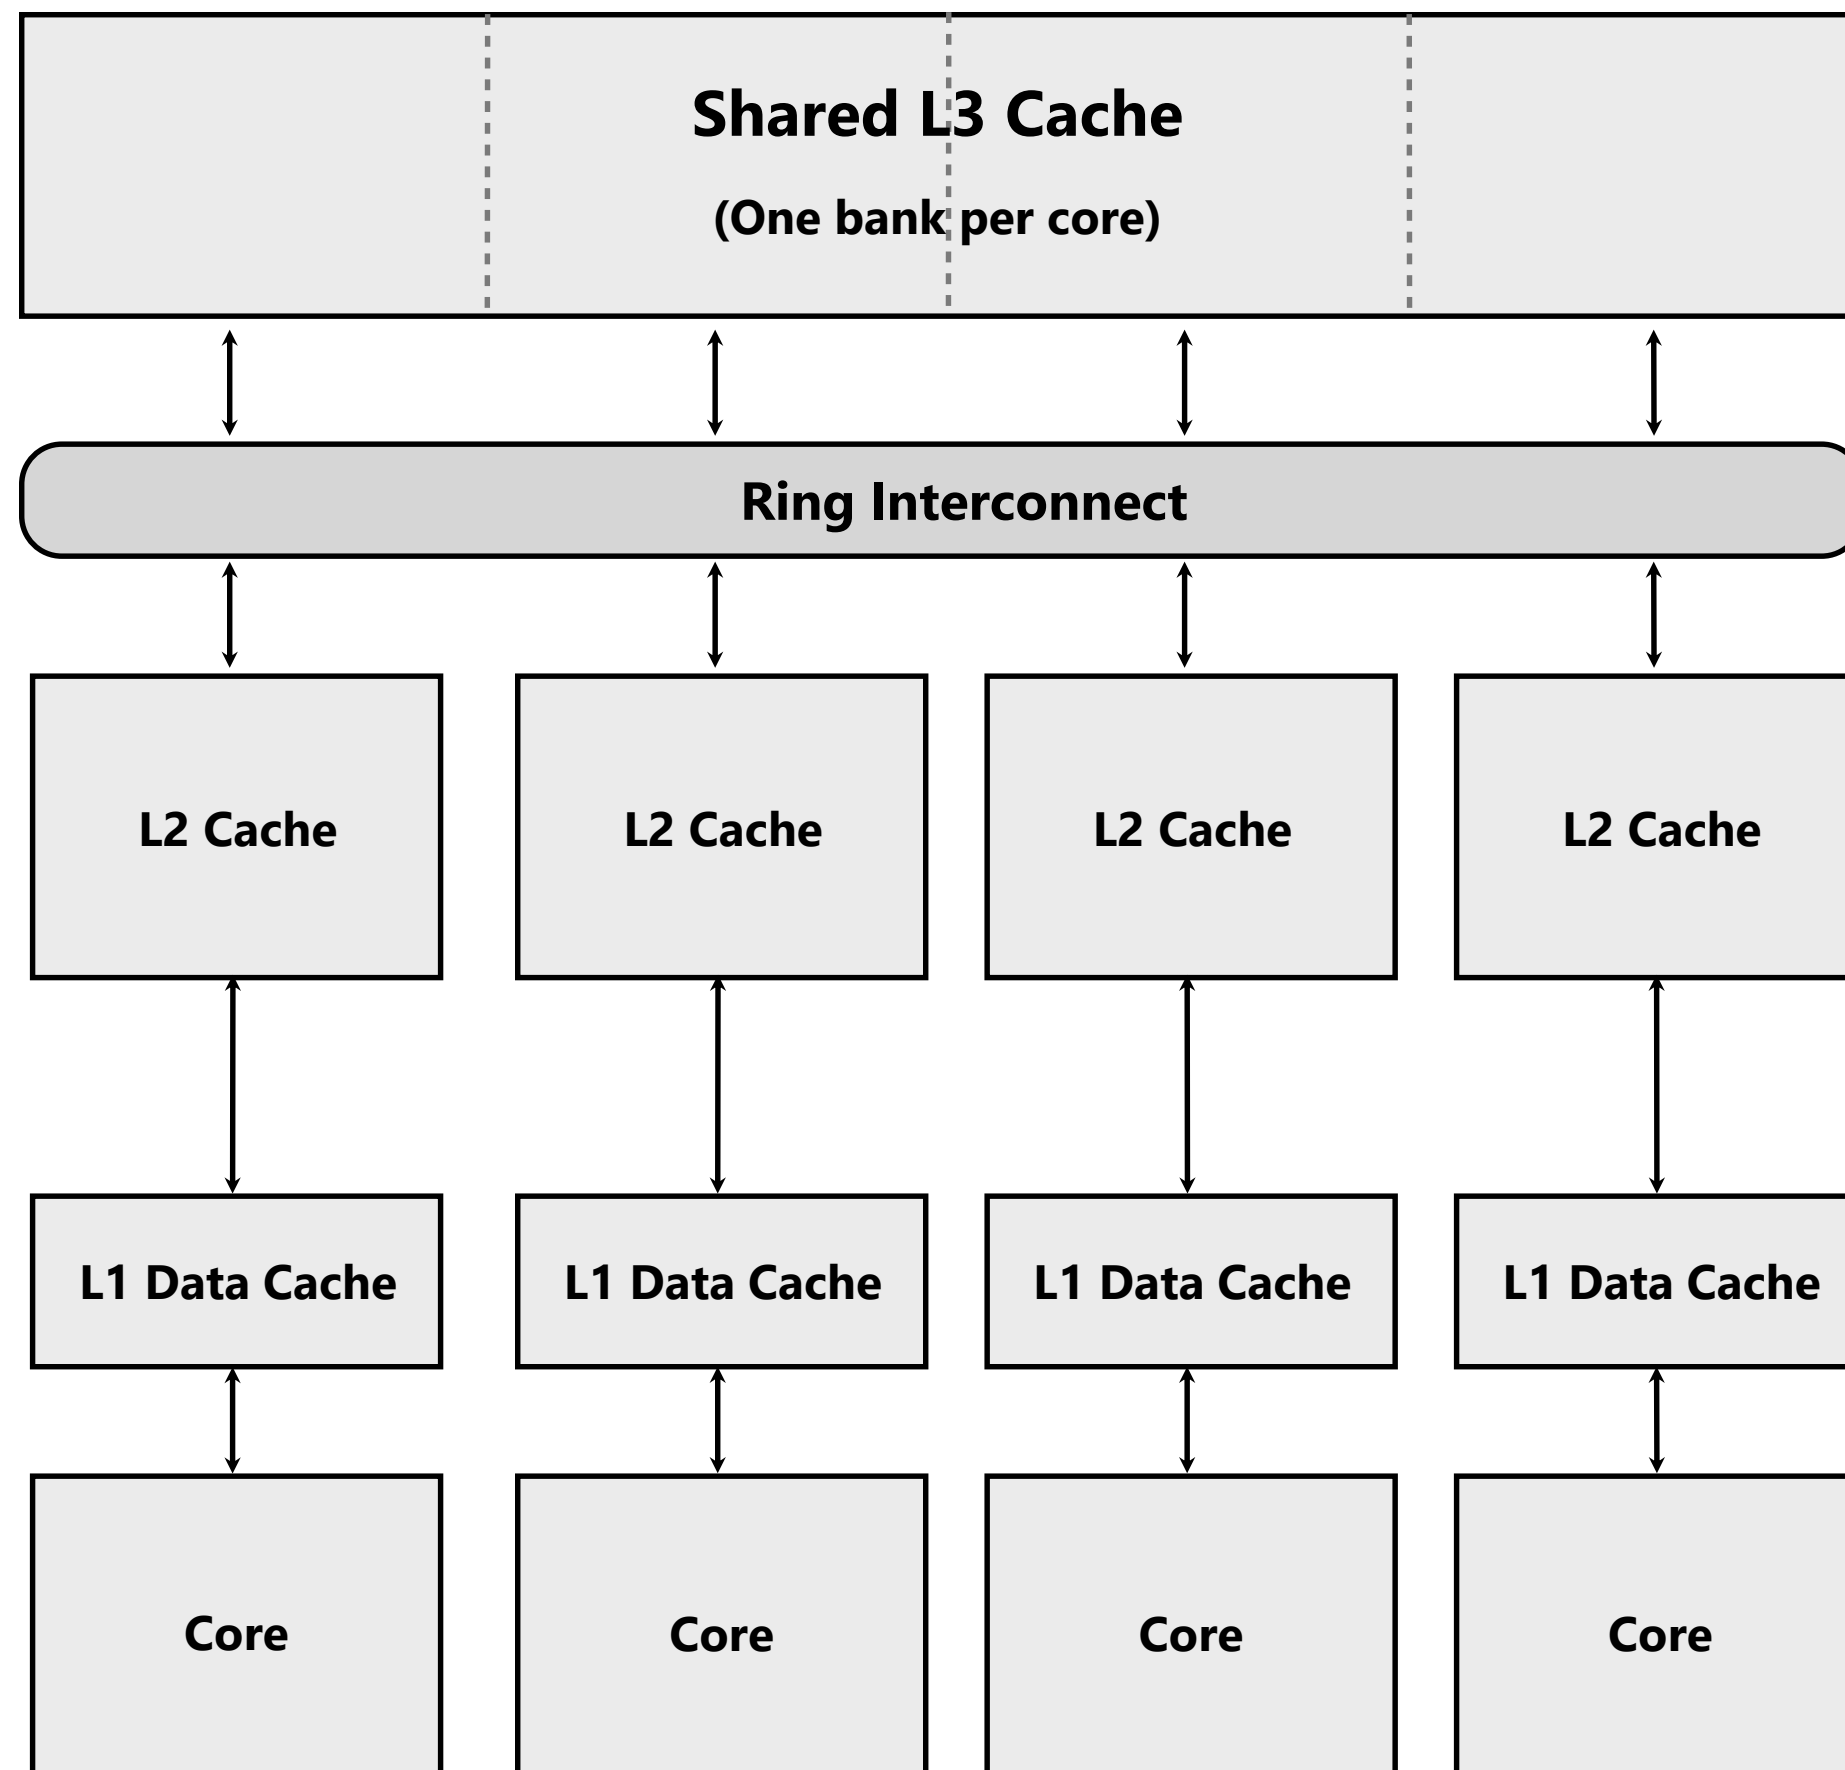 Shared L3 Cache
(One bank per core)
Ring Interconnect
L2 Cache
L2 Cache
L2 Cache
L2 Cache
L1 Data Cache
L1 Data Cache
L1 Data Cache
L1 Data Cache
Core
Core
Core
Core